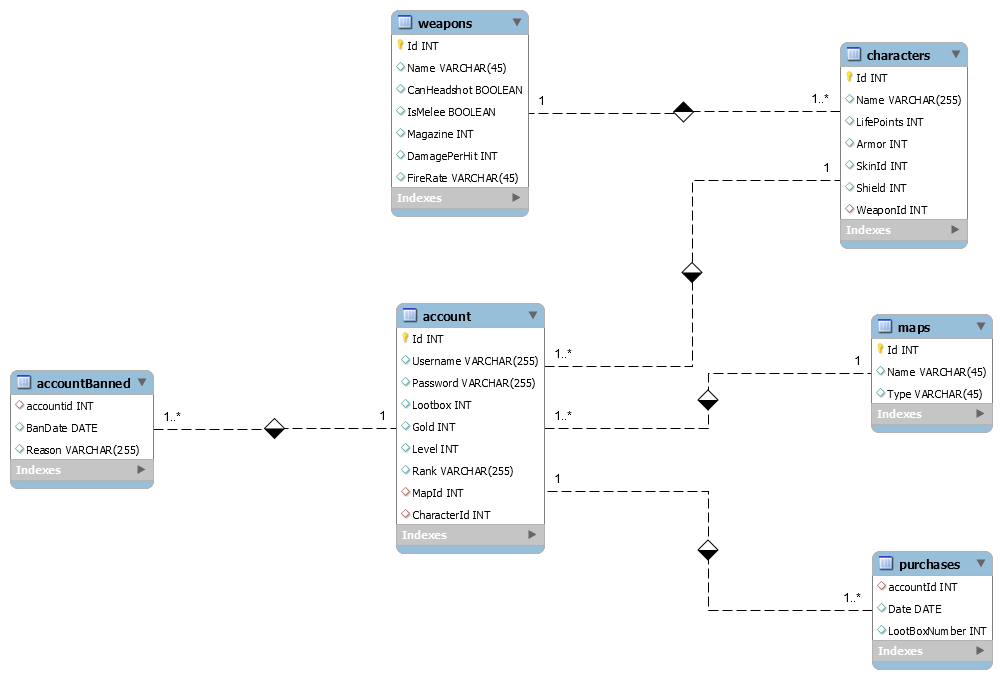 weapons
Id INT
Name VARCHAR(45)
CanHeadshot BOOLEAN
IsMelee BOOLEAN
Magazine INT
DamagePerHit INT
FireRate VARCHAR(45)
Indexes
1
1..*
characters
Id INT
Name VARCHAR(255)
LifePoints INT
Armor INT
SkinId INT
Shield INT
WeaponId INT
Indexes
1
account
Id INT
Username VARCHAR(255)
Password VARCHAR(255)
Lootbox INT
Gold INT
Level INT
Rank VARCHAR(255)
MapId INT
CharacterId INT
Indexes
1..*
1..*
1
maps
Id INT
Name VARCHAR(45)
Type VARCHAR(45)
Indexes
1
accountBanned
accountid INT
BanDate DATE
Reason VARCHAR(255)
Indexes
1..*
1
purchases
accountId INT
Date DATE
LootBoxNumber INT
Indexes
1..*